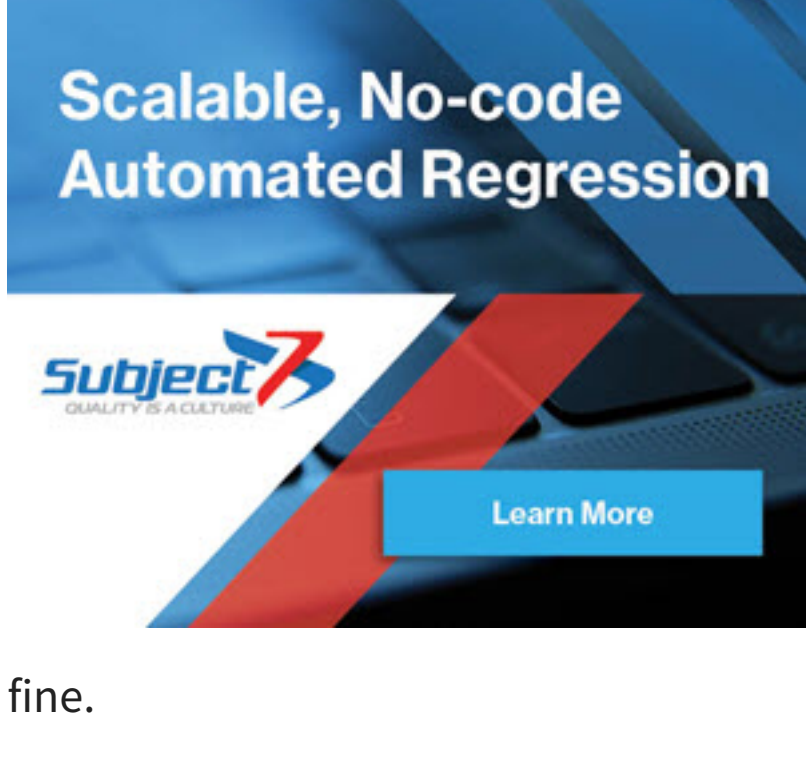 Scalable, No-code
Automated Regression
Subject7
QUALITY IS A CULTURE
Learn More
fine.